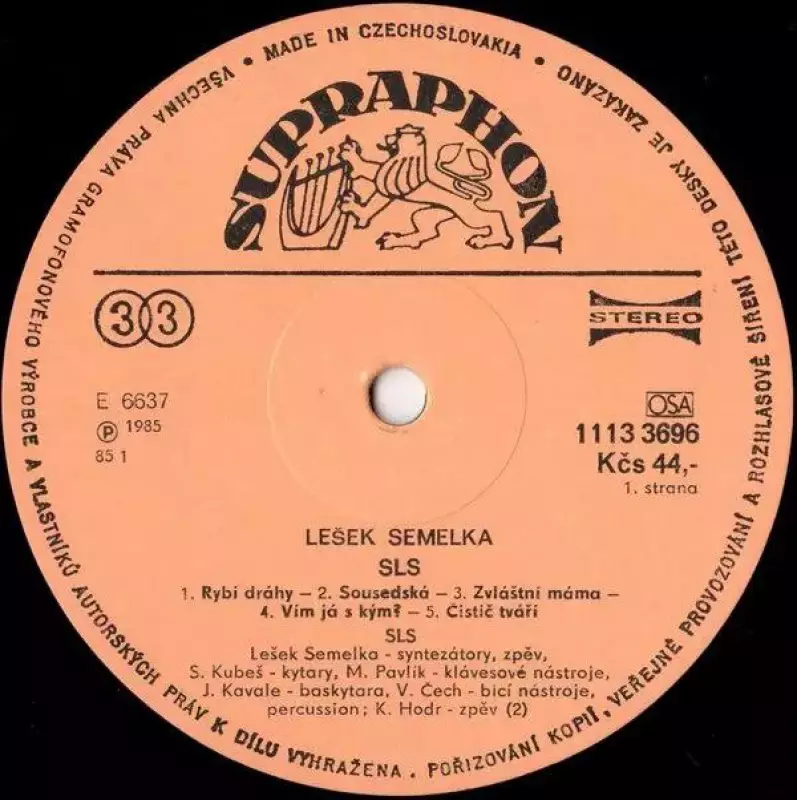 • MADE IN CZECHOSLOVAKIA •
VŠECHNA PRÁVA GRAMOFONOVÉHO VÝROBCE A VLASTNÍKŮ AUTORSKÝCH PRÁV K DÍLU VYHRAŽENA. POŘIZOVÁNÍ KOPIÍ, VEŘEJNÉ PROVOZOVÁNÍ A ROZHLASOVÉ ŠÍŘENÍ TÉTO DESKY JE ZAKÁZÁNO
SUPRAPHON
33
STEREO
E 6637
Ⓟ 1985
85 1
OSA
1113 3696
Kčs 44,-
1. strana
LEŠEK SEMELKA
SLS
1. Rybí dráhy – 2. Sousedská – 3. Zvláštní máma –
4. Vím já s kým? – 5. Čistič tváří
SLS
Lešek Semelka - syntezátory, zpěv,
S. Kubeš - kytary, M. Pavlík - klávesové nástroje,
J. Kavale - baskytara, V. Čech - bicí nástroje,
percussion; K. Hodr - zpěv (2)